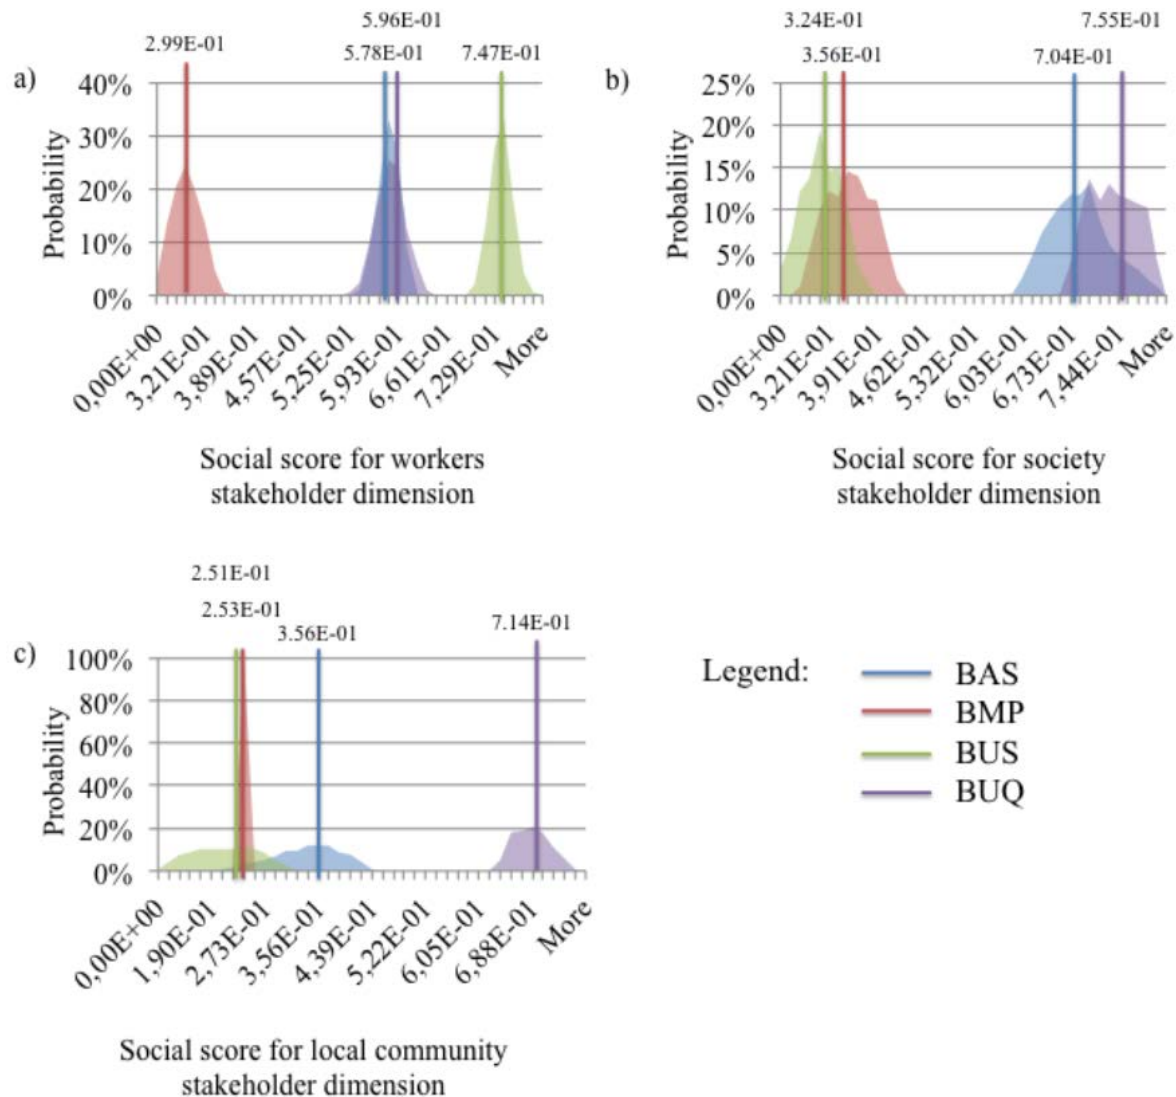 5.96E-01
2.99E-01
5.78E-01 7.47E-01
a)
40%
30%
20%
10%
0%
Probability
0,00E+00
3,21E-01
3,89E-01
4,57E-01
5,25E-01
5,93E-01
6,61E-01
7,29E-01
More
Social score for workers
stakeholder dimension
3.24E-01 7.55E-01
3.56E-01 7.04E-01
b)
25%
20%
15%
10%
5%
0%
Probability
0,00E+00
3,21E-01
3,91E-01
4,62E-01
5,32E-01
6,03E-01
6,73E-01
7,44E-01
More
Social score for society
stakeholder dimension
2.51E-01
2.53E-01
3.56E-01
7.14E-01
c)
100%
80%
60%
40%
20%
0%
Probability
0,00E+00
1,90E-01
2,73E-01
3,56E-01
4,39E-01
5,22E-01
6,05E-01
6,88E-01
More
Social score for local community
stakeholder dimension
Legend:
BAS
BMP
BUS
BUQ